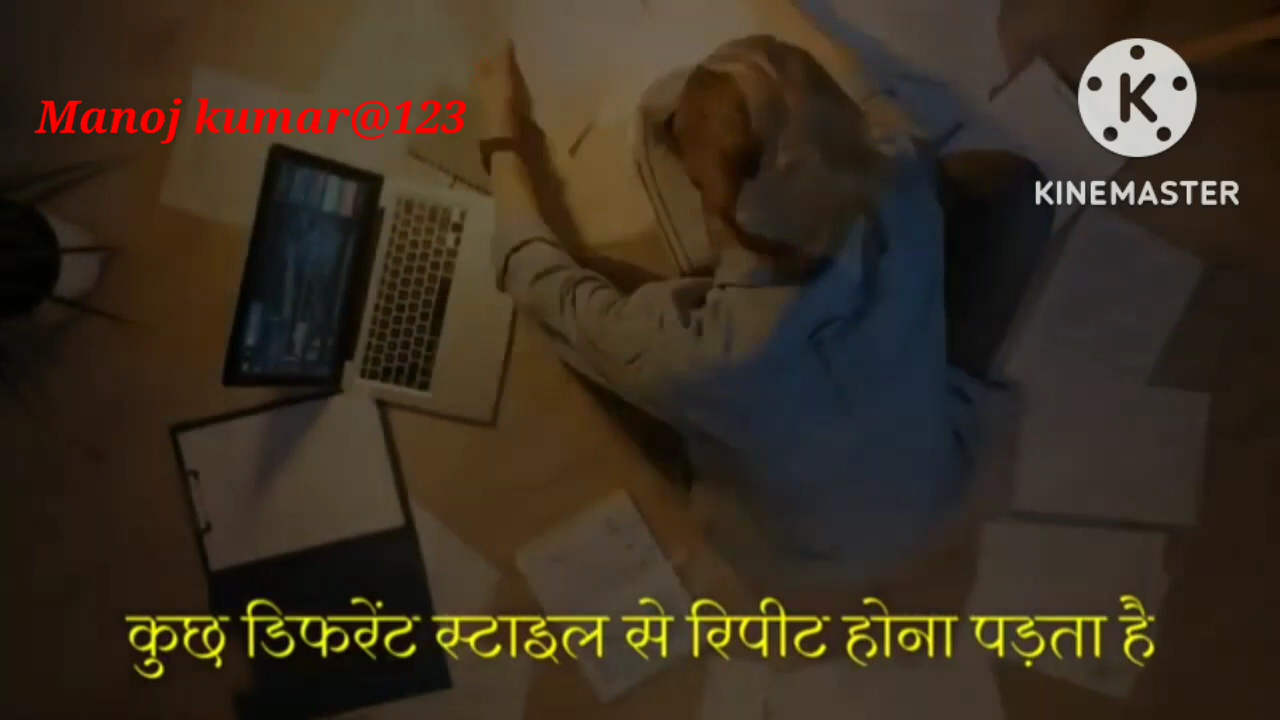 Manoj kumar@123
KINEMASTER
कुछ डिफरेंट स्टाइल से रिपीट होना पड़ता है